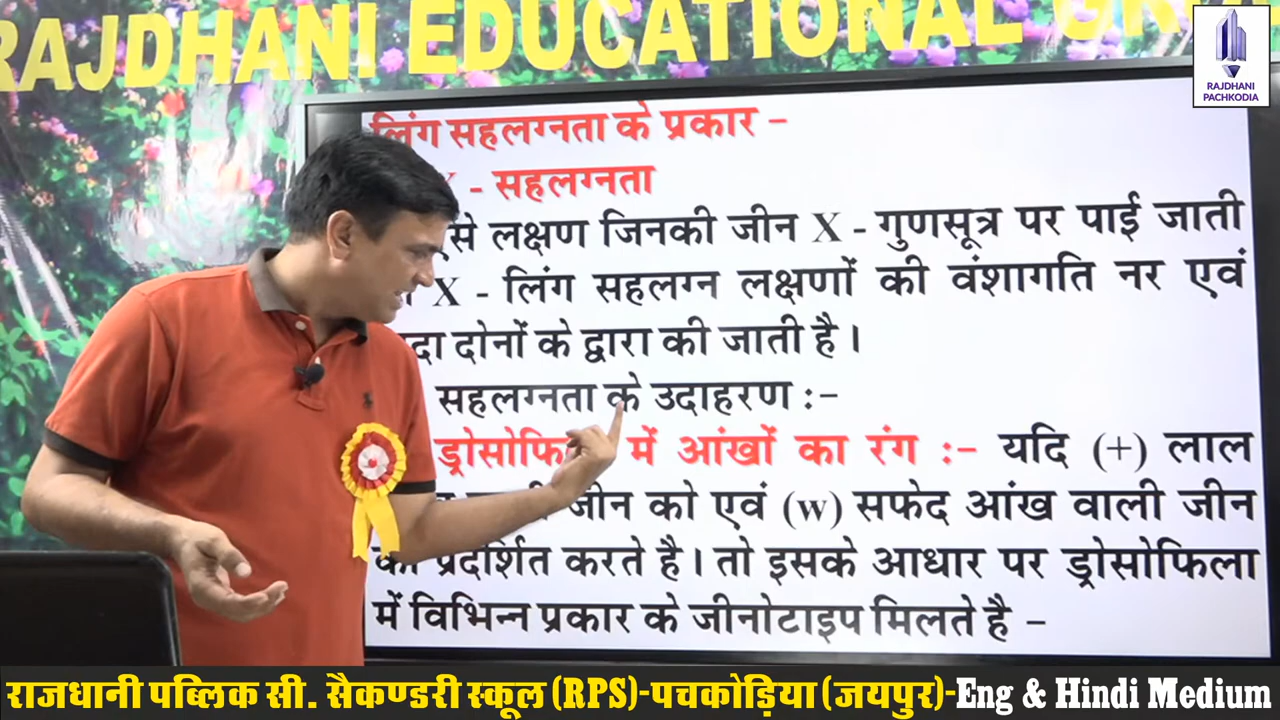 RAJDHANI EDUCATIONAL
RAJDHANI
PACHKODIA
लिंग सहलग्नता के प्रकार –
X - सहलग्नता
लक्षण जिनकी जीन X - गुणसूत्र पर पाई जाती
X - लिंग सहलग्न लक्षणों की वंशागति नर एवं
दोनों के द्वारा की जाती है ।
सहलग्नता के उदाहरण :–
में आंखों का रंग :– यदि (+) लाल
जीन को एवं (w) सफेद आंख वाली जीन
प्रदर्शित करते है । तो इसके आधार पर ड्रोसोफिला
में विभिन्न प्रकार के जीनोटाइप मिलते है –
राजधानी पब्लिक सी. सैकण्डरी स्कूल (RPS)-पचकोड़िया (जयपुर)-Eng & Hindi Medium